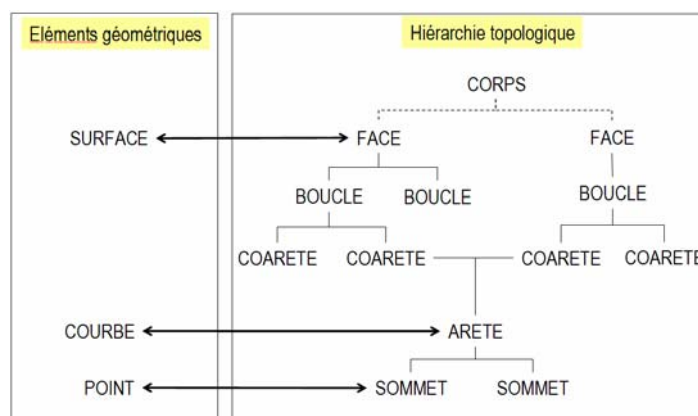 Eléments géométriques
Hiérarchie topologique
CORPS
SURFACE
FACE
FACE
BOUCLE
BOUCLE
BOUCLE
COARETE
COARETE
COARETE
COARETE
COURBE
ARETE
POINT
SOMMET
SOMMET